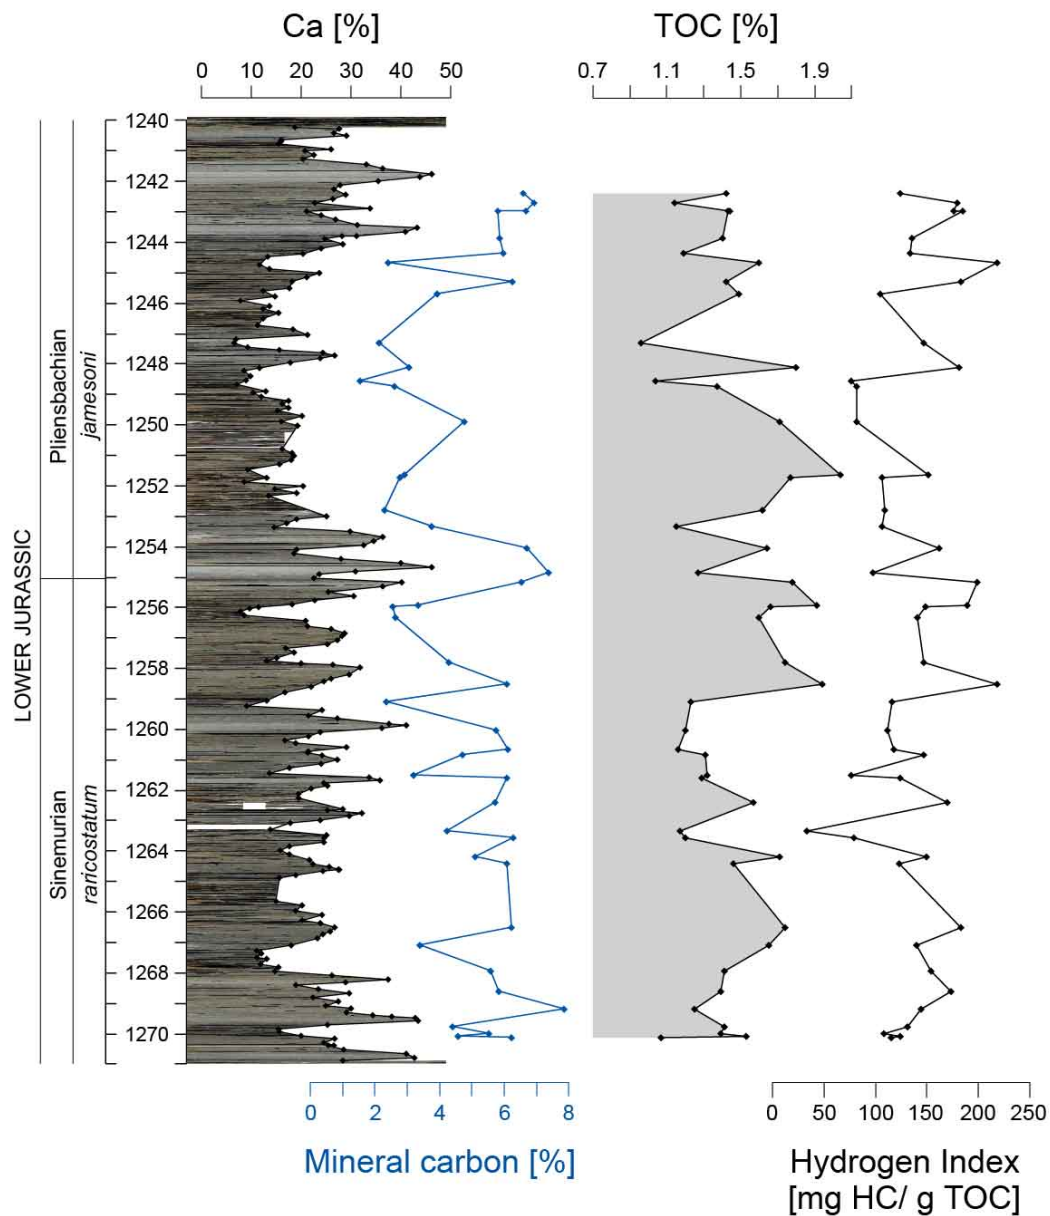 Ca [%]
TOC [%]
0 10 20 30 40 50
0.7 1.1 1.5 1.9
LOWER JURASSIC
Pliensbachian
jamesoni
Sinemurian
raricostatum
1240
1242
1244
1246
1248
1250
1252
1254
1256
1258
1260
1262
1264
1266
1268
1270
0 2 4 6 8
0 50 100 150 200 250
Mineral carbon [%]
Hydrogen Index
[mg HC/ g TOC]